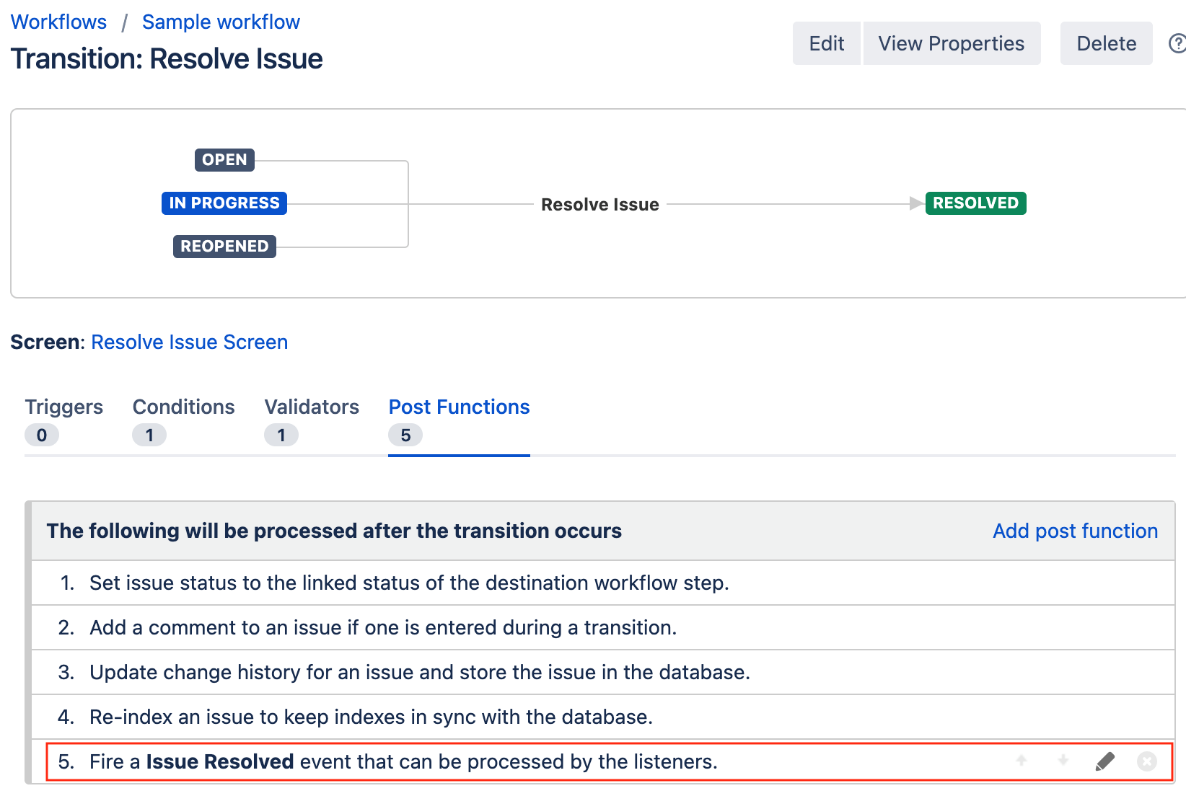 Workflows / Sample workflow
Transition: Resolve Issue
Edit View Properties Delete ?
OPEN
IN PROGRESS
REOPENED
Resolve Issue
RESOLVED
Screen: Resolve Issue Screen
Triggers Conditions Validators Post Functions
0 1 1 5
The following will be processed after the transition occurs Add post function
1. Set issue status to the linked status of the destination workflow step.
2. Add a comment to an issue if one is entered during a transition.
3. Update change history for an issue and store the issue in the database.
4. Re-index an issue to keep indexes in sync with the database.
5. Fire a Issue Resolved event that can be processed by the listeners.